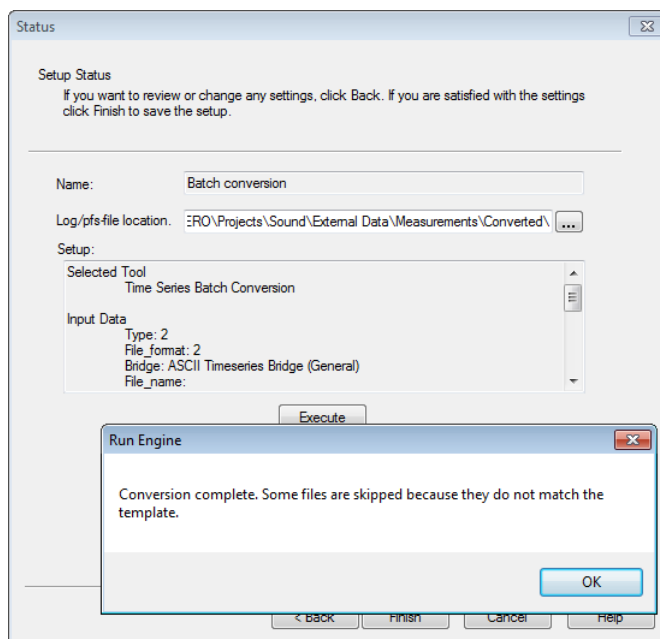 Status
Setup Status
If you want to review or change any settings, click Back. If you are satisfied with the settings
click Finish to save the setup.
Name:
Batch conversion
Log/pfs-file location.
ERO\Projects\Sound\External Data\Measurements\Converted\
...
Setup:
Selected Tool
Time Series Batch Conversion
Input Data
Type: 2
File_format: 2
Bridge: ASCII Timeseries Bridge (General)
File_name:
Execute
Run Engine
Conversion complete. Some files are skipped because they do not match the
template.
OK
< Back
Finish
Cancel
Help